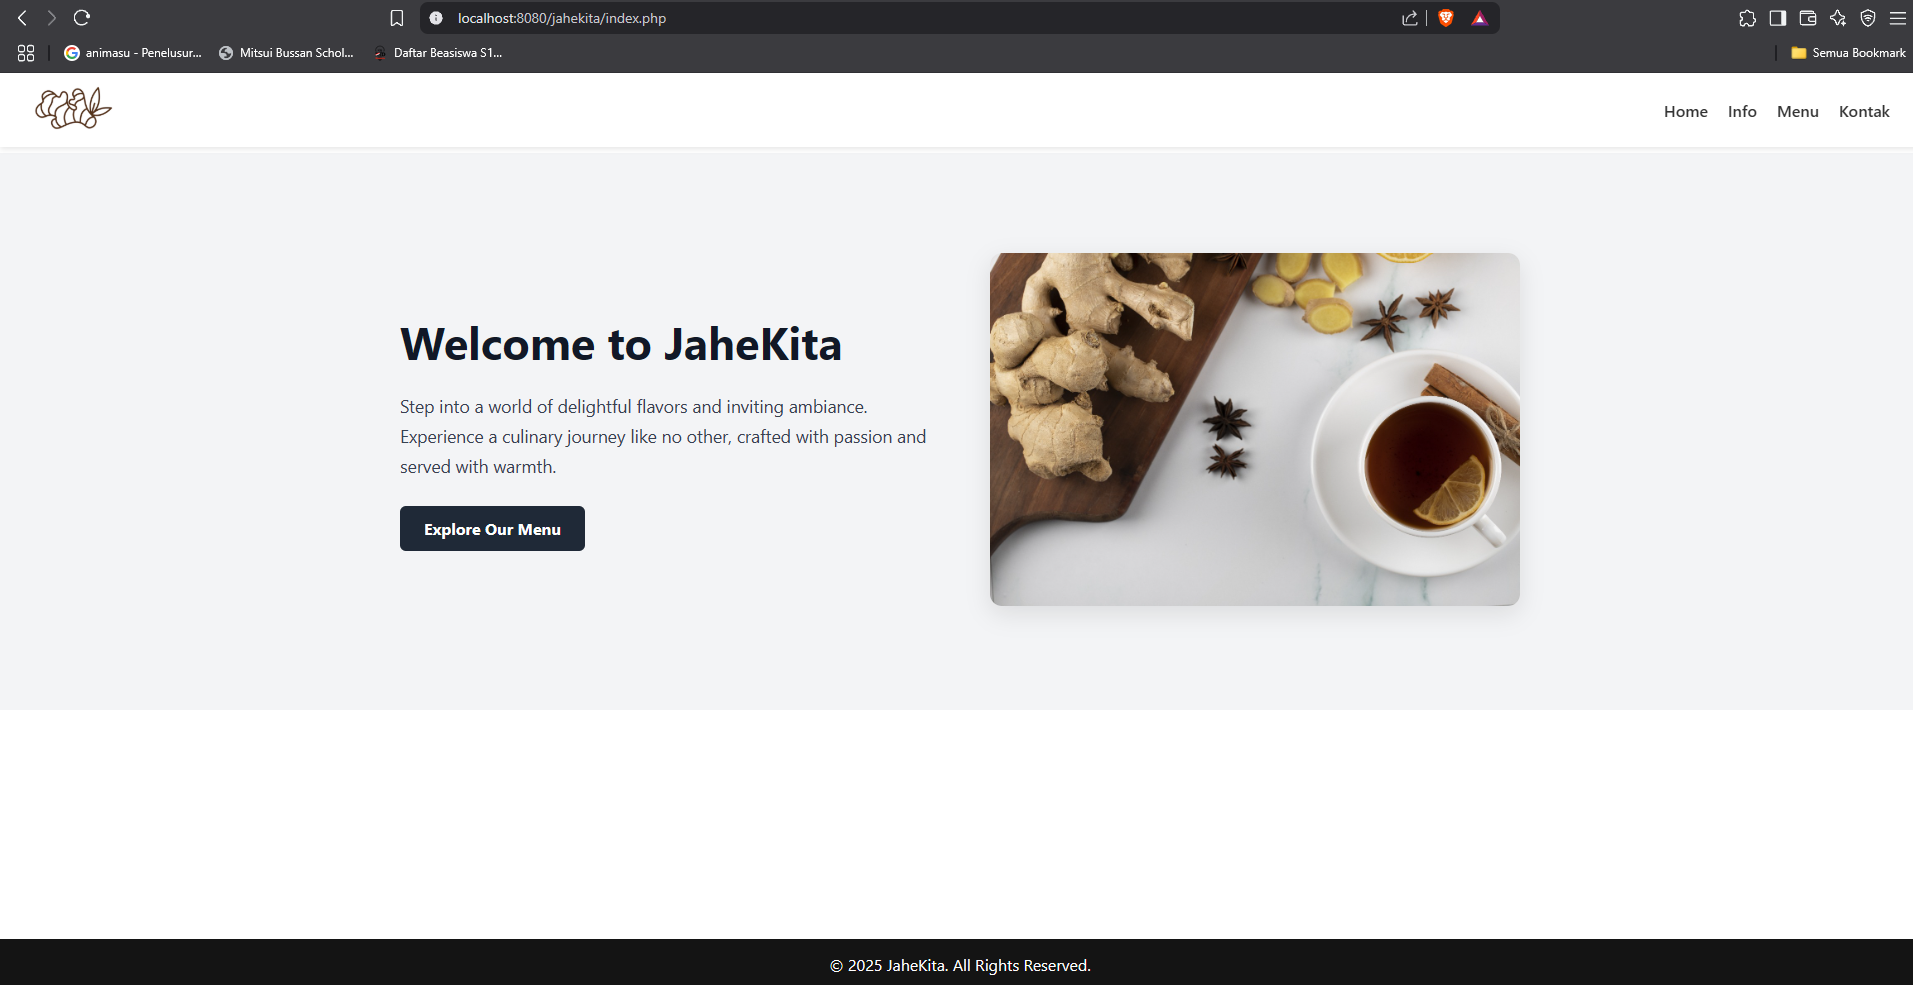 localhost:8080/jahekita/index.php
animasu - Penelusur...
Mitsui Bussan Schol...
Daftar Beasiswa S1...
Semua Bookmark
Home
Info
Menu
Kontak
Welcome to JaheKita
Step into a world of delightful flavors and inviting ambiance.
Experience a culinary journey like no other, crafted with passion and
served with warmth.
Explore Our Menu
© 2025 JaheKita. All Rights Reserved.